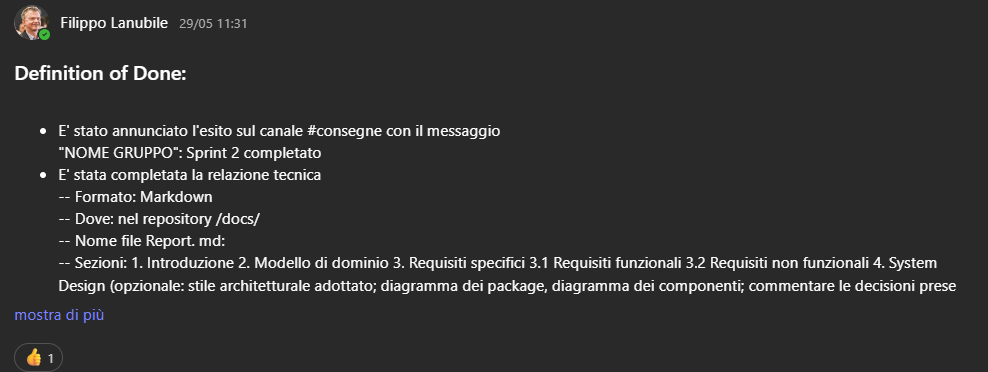 Filippo Lanubile 29/05 11:31
Definition of Done:
• E' stato annunciato l'esito sul canale #consegne con il messaggio
"NOME GRUPPO": Sprint 2 completato
• E' stata completata la relazione tecnica
-- Formato: Markdown
-- Dove: nel repository /docs/
-- Nome file Report. md:
-- Sezioni: 1. Introduzione 2. Modello di dominio 3. Requisiti specifici 3.1 Requisiti funzionali 3.2 Requisiti non funzionali 4. System
Design (opzionale: stile architetturale adottato; diagramma dei package, diagramma dei componenti; commentare le decisioni prese
mostra di più
👍 1